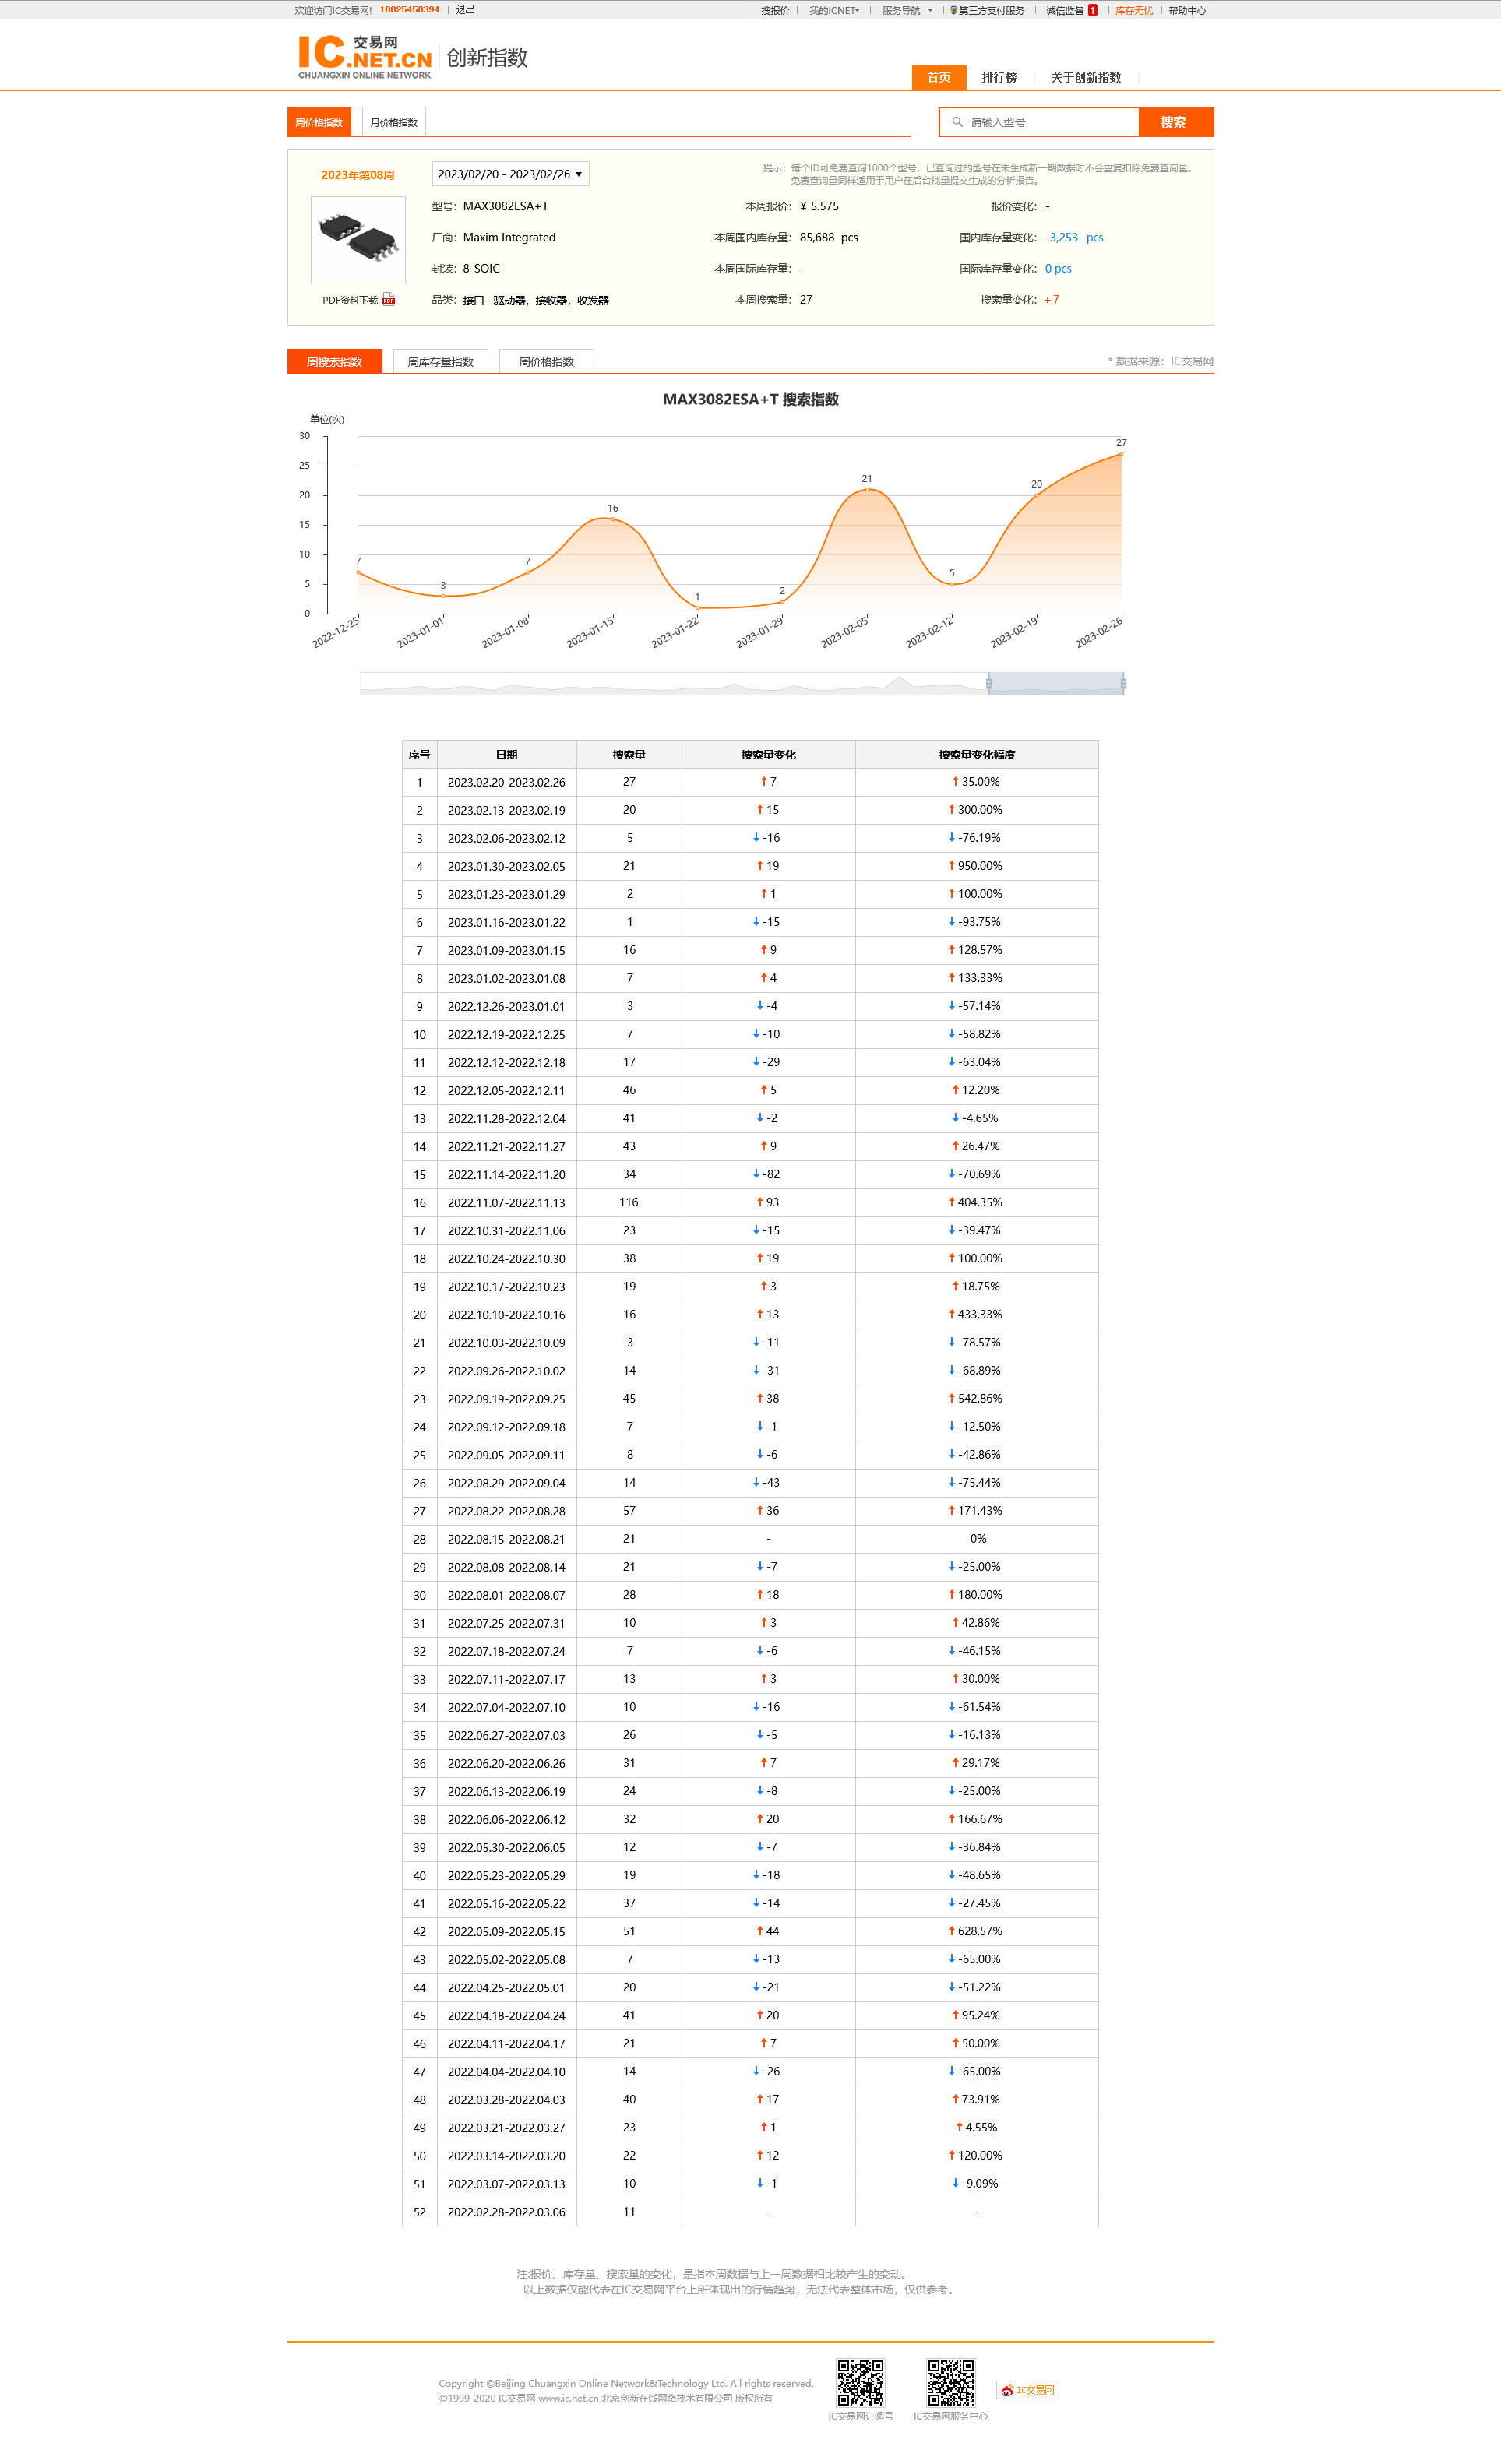 欢迎访问IC交易网! 18025458394 | 退出 搜报价 | 我的ICNET | 服务导航 | 第三方支付服务 | 诚信监督 1 | 库存无忧 | 帮助中心
IC交易网.NET.CN 创新指数
CHUANGXIN ONLINE NETWORK
首页 排行榜 关于创新指数
周价格指数 月价格指数 请输入型号 搜索
2023年第08周 2023/02/20 - 2023/02/26 提示: 每个ID可免费查询1000个型号,已查询过的型号在未生成新一期数据时不会重复扣除免费查询量。
免费查询量同样适用于用户在后台批量提交生成的分析报告。
型号: MAX3082ESA+T 本周报价: ¥ 5.575 报价变化: -
厂商: Maxim Integrated 本周国内库存量: 85,688 pcs 国内库存量变化: -3,253 pcs
封装: 8-SOIC 本周国际库存量: - 国际库存量变化: 0 pcs
PDF资料下载 PDF 品类: 接口 - 驱动器,接收器,收发器 本周搜索量: 27 搜索量变化: + 7
周搜索指数 周库存量指数 周价格指数 * 数据来源: IC交易网
MAX3082ESA+T 搜索指数
单位(次)
30
25
20
15
10
5
0
7 3 7 16 1 2 21 5 20 27
2022-12-25 2023-01-01 2023-01-08 2023-01-15 2023-01-22 2023-01-29 2023-02-05 2023-02-12 2023-02-19 2023-02-26
序号 日期 搜索量 搜索量变化 搜索量变化幅度
1 2023.02.20-2023.02.26 27 ↑ 7 ↑ 35.00%
2 2023.02.13-2023.02.19 20 ↑ 15 ↑ 300.00%
3 2023.02.06-2023.02.12 5 ↓ -16 ↓ -76.19%
4 2023.01.30-2023.02.05 21 ↑ 19 ↑ 950.00%
5 2023.01.23-2023.01.29 2 ↑ 1 ↑ 100.00%
6 2023.01.16-2023.01.22 1 ↓ -15 ↓ -93.75%
7 2023.01.09-2023.01.15 16 ↑ 9 ↑ 128.57%
8 2023.01.02-2023.01.08 7 ↑ 4 ↑ 133.33%
9 2022.12.26-2023.01.01 3 ↓ -4 ↓ -57.14%
10 2022.12.19-2022.12.25 7 ↓ -10 ↓ -58.82%
11 2022.12.12-2022.12.18 17 ↓ -29 ↓ -63.04%
12 2022.12.05-2022.12.11 46 ↑ 5 ↑ 12.20%
13 2022.11.28-2022.12.04 41 ↓ -2 ↓ -4.65%
14 2022.11.21-2022.11.27 43 ↑ 9 ↑ 26.47%
15 2022.11.14-2022.11.20 34 ↓ -82 ↓ -70.69%
16 2022.11.07-2022.11.13 116 ↑ 93 ↑ 404.35%
17 2022.10.31-2022.11.06 23 ↓ -15 ↓ -39.47%
18 2022.10.24-2022.10.30 38 ↑ 19 ↑ 100.00%
19 2022.10.17-2022.10.23 19 ↑ 3 ↑ 18.75%
20 2022.10.10-2022.10.16 16 ↑ 13 ↑ 433.33%
21 2022.10.03-2022.10.09 3 ↓ -11 ↓ -78.57%
22 2022.09.26-2022.10.02 14 ↓ -31 ↓ -68.89%
23 2022.09.19-2022.09.25 45 ↑ 38 ↑ 542.86%
24 2022.09.12-2022.09.18 7 ↓ -1 ↓ -12.50%
25 2022.09.05-2022.09.11 8 ↓ -6 ↓ -42.86%
26 2022.08.29-2022.09.04 14 ↓ -43 ↓ -75.44%
27 2022.08.22-2022.08.28 57 ↑ 36 ↑ 171.43%
28 2022.08.15-2022.08.21 21 - 0%
29 2022.08.08-2022.08.14 21 ↓ -7 ↓ -25.00%
30 2022.08.01-2022.08.07 28 ↑ 18 ↑ 180.00%
31 2022.07.25-2022.07.31 10 ↑ 3 ↑ 42.86%
32 2022.07.18-2022.07.24 7 ↓ -6 ↓ -46.15%
33 2022.07.11-2022.07.17 13 ↑ 3 ↑ 30.00%
34 2022.07.04-2022.07.10 10 ↓ -16 ↓ -61.54%
35 2022.06.27-2022.07.03 26 ↓ -5 ↓ -16.13%
36 2022.06.20-2022.06.26 31 ↑ 7 ↑ 29.17%
37 2022.06.13-2022.06.19 24 ↓ -8 ↓ -25.00%
38 2022.06.06-2022.06.12 32 ↑ 20 ↑ 166.67%
39 2022.05.30-2022.06.05 12 ↓ -7 ↓ -36.84%
40 2022.05.23-2022.05.29 19 ↓ -18 ↓ -48.65%
41 2022.05.16-2022.05.22 37 ↓ -14 ↓ -27.45%
42 2022.05.09-2022.05.15 51 ↑ 44 ↑ 628.57%
43 2022.05.02-2022.05.08 7 ↓ -13 ↓ -65.00%
44 2022.04.25-2022.05.01 20 ↓ -21 ↓ -51.22%
45 2022.04.18-2022.04.24 41 ↑ 20 ↑ 95.24%
46 2022.04.11-2022.04.17 21 ↑ 7 ↑ 50.00%
47 2022.04.04-2022.04.10 14 ↓ -26 ↓ -65.00%
48 2022.03.28-2022.04.03 40 ↑ 17 ↑ 73.91%
49 2022.03.21-2022.03.27 23 ↑ 1 ↑ 4.55%
50 2022.03.14-2022.03.20 22 ↑ 12 ↑ 120.00%
51 2022.03.07-2022.03.13 10 ↓ -1 ↓ -9.09%
52 2022.02.28-2022.03.06 11 - -
注:报价、库存量、搜索量的变化,是指本周数据与上一周数据相比较产生的变动。
以上数据仅能代表在IC交易网平台上所体现出的行情趋势,无法代表整体市场,仅供参考。
Copyright ©Beijing Chuangxin Online Network&Technology Ltd. All rights reserved.
©1999-2020 IC交易网 www.ic.net.cn 北京创新在线网络技术有限公司 版权所有
IC交易网订阅号 IC交易网服务中心 IC交易网